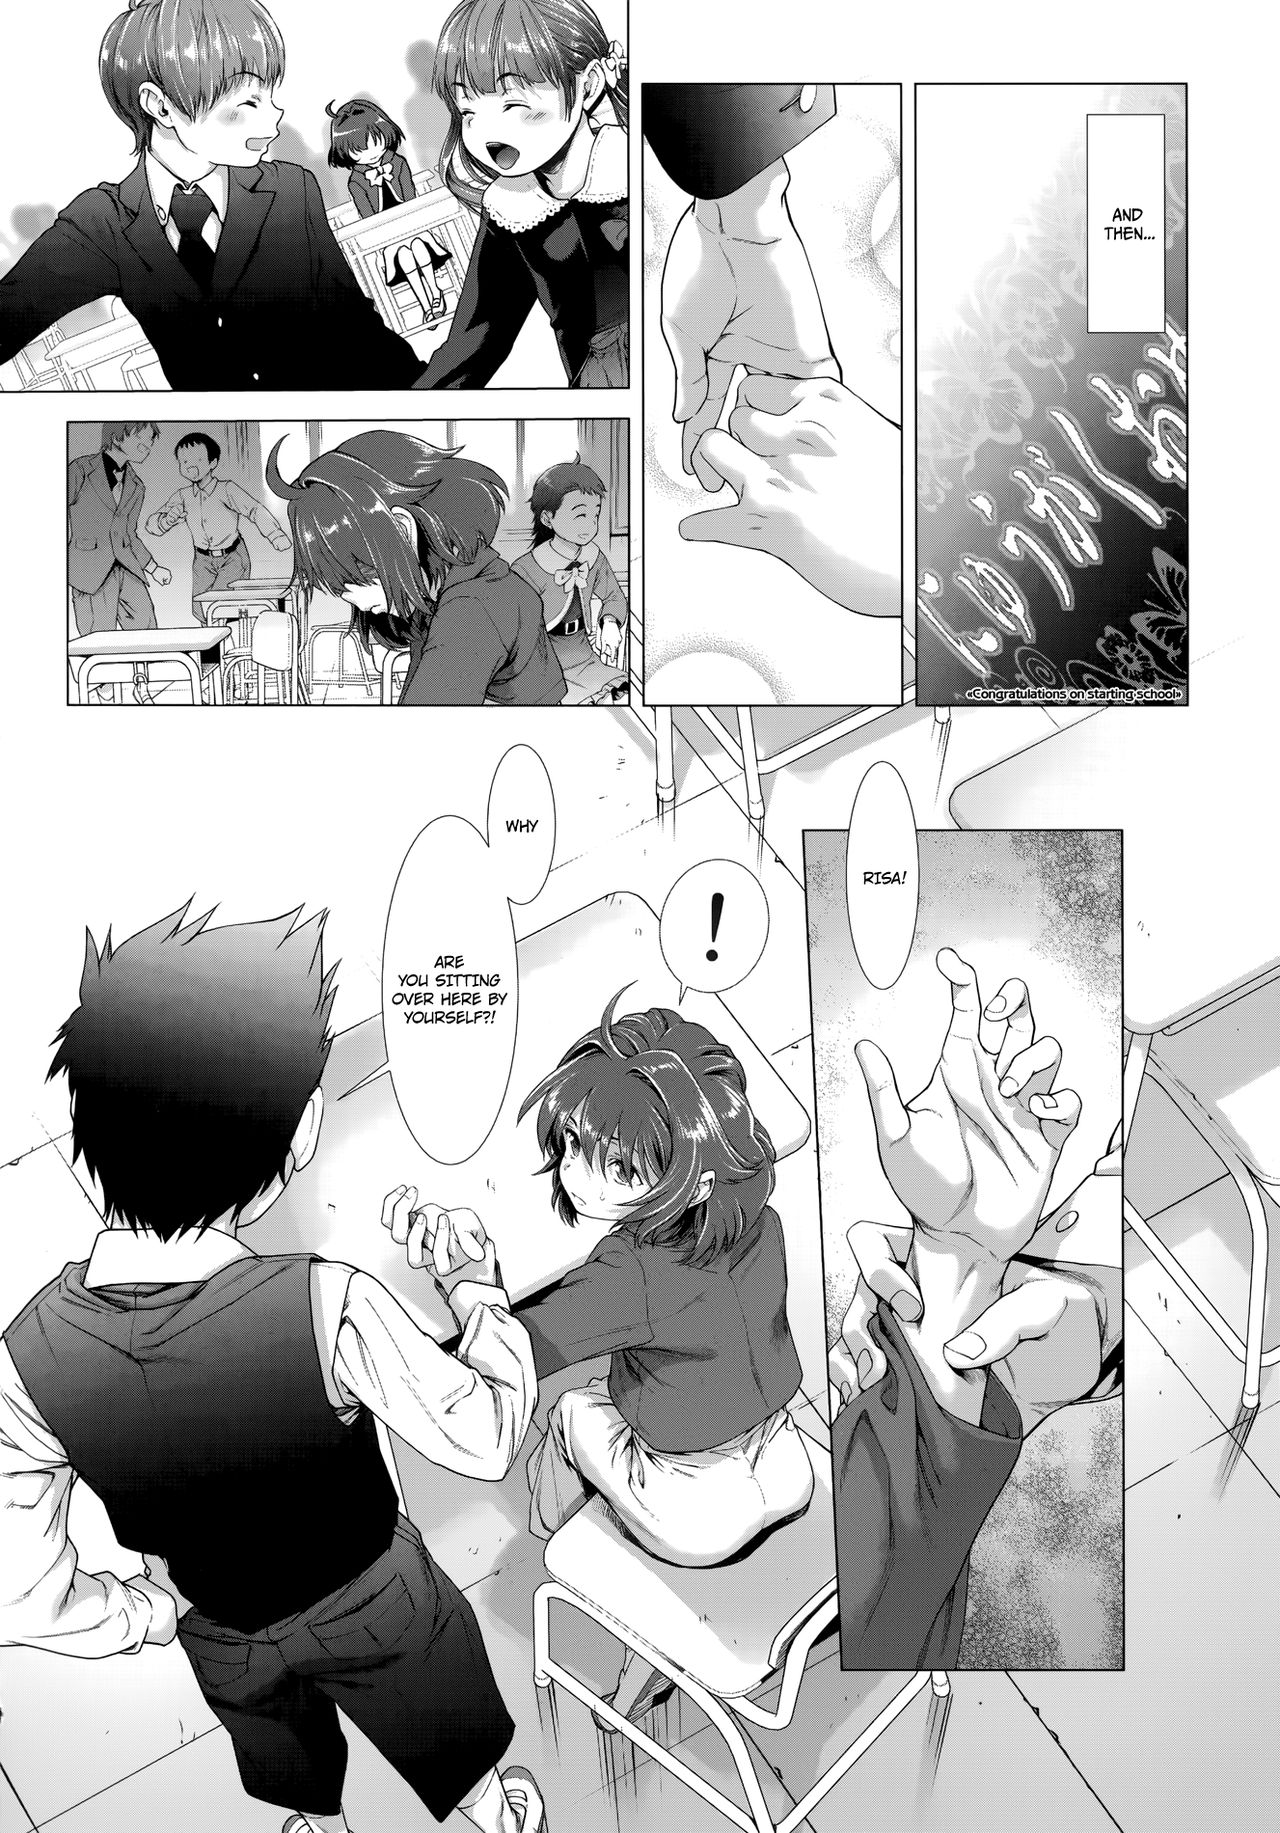 AND
THEN...
«Congratulations on starting school»
RISA!
!
WHY
ARE
YOU SITTING
OVER HERE BY
YOURSELF?!